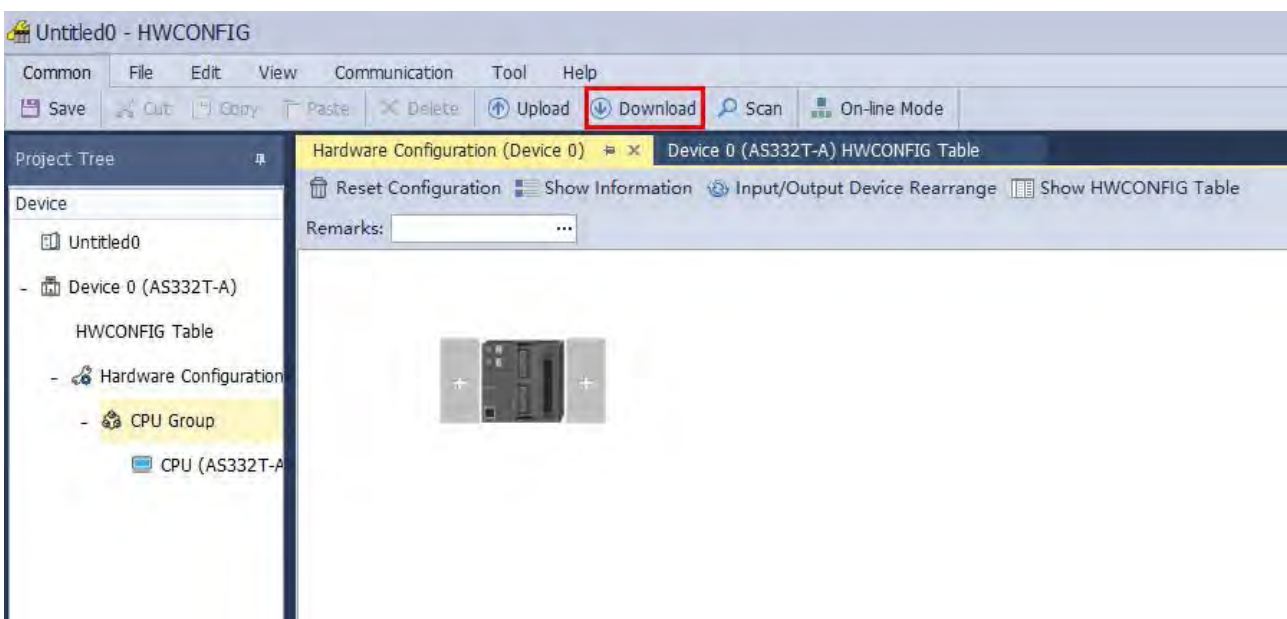 Untitled0 - HWCONFIG
Common File Edit View Communication Tool Help
Save Cut Copy Paste Delete Upload Download Scan On-line Mode
Project Tree
Hardware Configuration (Device 0) Device 0 (AS332T-A) HWCONFIG Table
Reset Configuration Show Information Input/Output Device Rearrange Show HWCONFIG Table
Device
Remarks: ...
Untitled0
- Device 0 (AS332T-A)
HWCONFIG Table
- Hardware Configuration
- CPU Group
CPU (AS332T-A